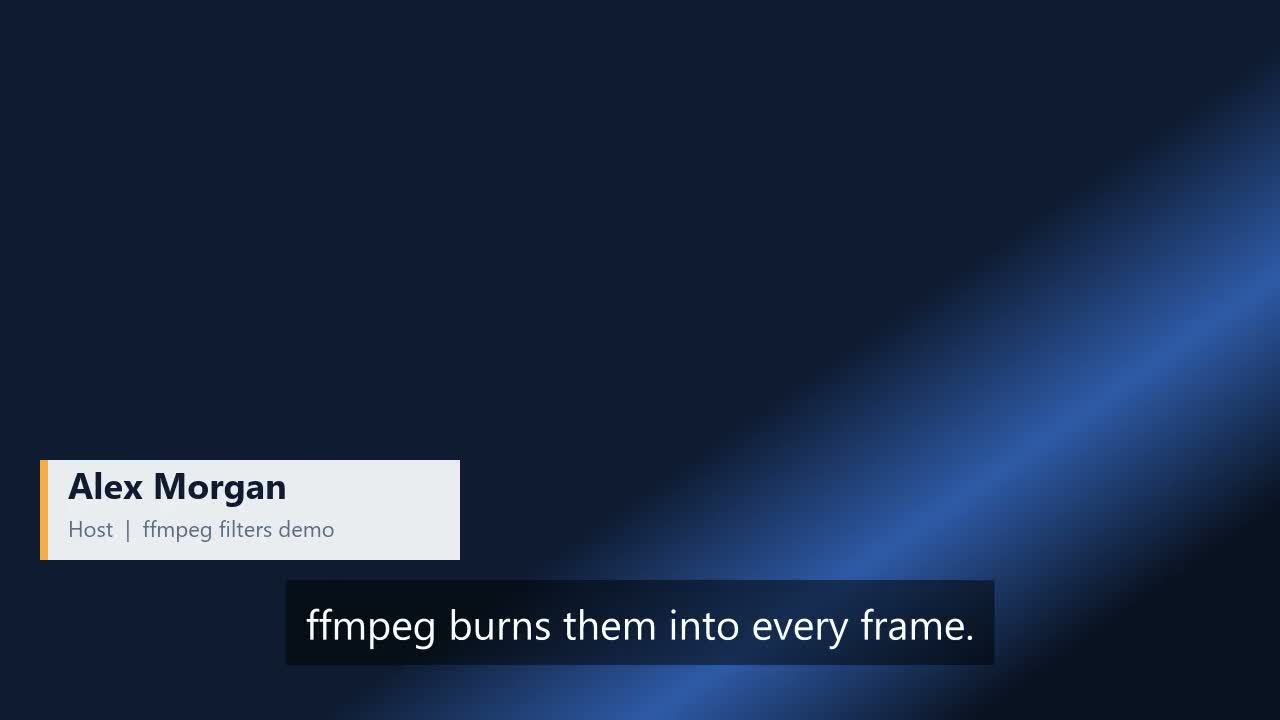 Alex Morgan
Host | ffmpeg filters demo
ffmpeg burns them into every frame.